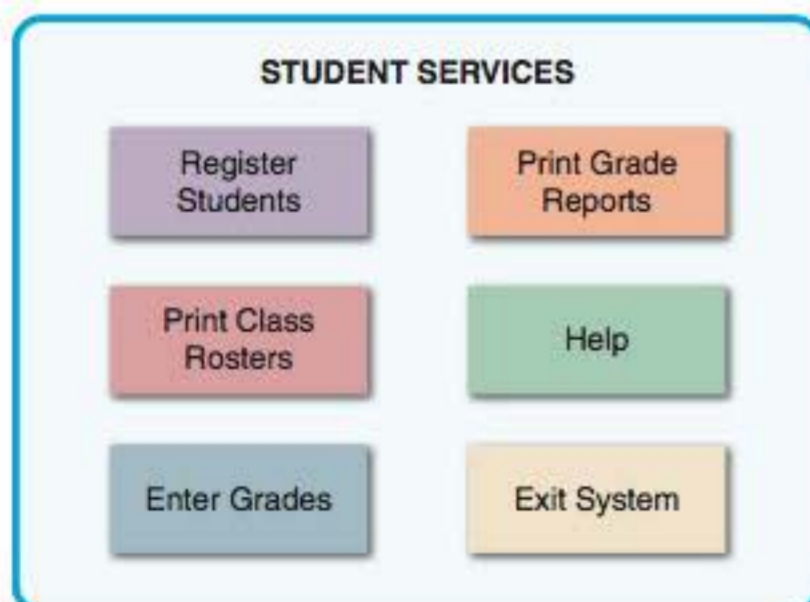 STUDENT SERVICES
Register
Students
Print Grade
Reports
Print Class
Rosters
Help
Enter Grades
Exit System